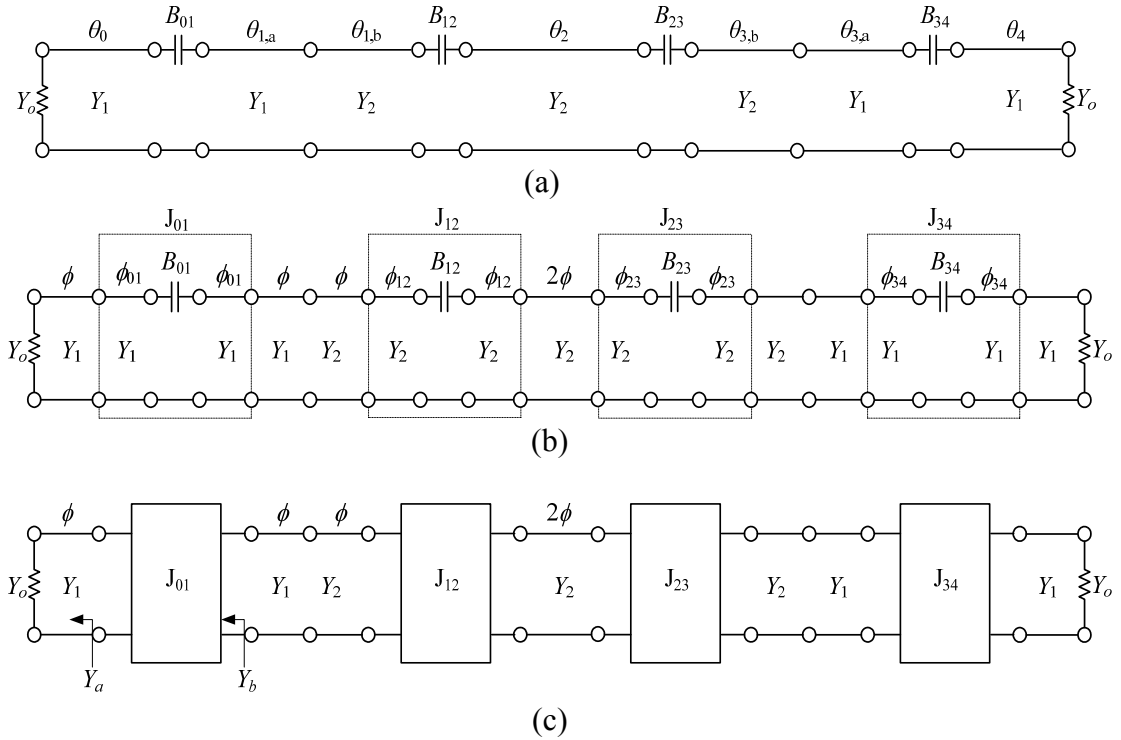 θ0 B01 θ1,a θ1,b B12 θ2 B23 θ3,b θ3,a B34 θ4
Yo Y1 Y1 Y2 Y2 Y2 Y1 Y1 Yo
(a)
J01 J12 J23 J34
ϕ ϕ01 B01 ϕ01 ϕ ϕ ϕ12 B12 ϕ12 2ϕ ϕ23 B23 ϕ23 ϕ34 B34 ϕ34
Yo Y1 Y1 Y1 Y1 Y2 Y2 Y2 Y2 Y2 Y2 Y2 Y1 Y1 Y1 Y1 Yo
(b)
ϕ ϕ ϕ 2ϕ
Yo Y1 J01 Y1 Y2 J12 Y2 J23 Y2 Y1 J34 Y1 Yo
Ya Yb
(c)